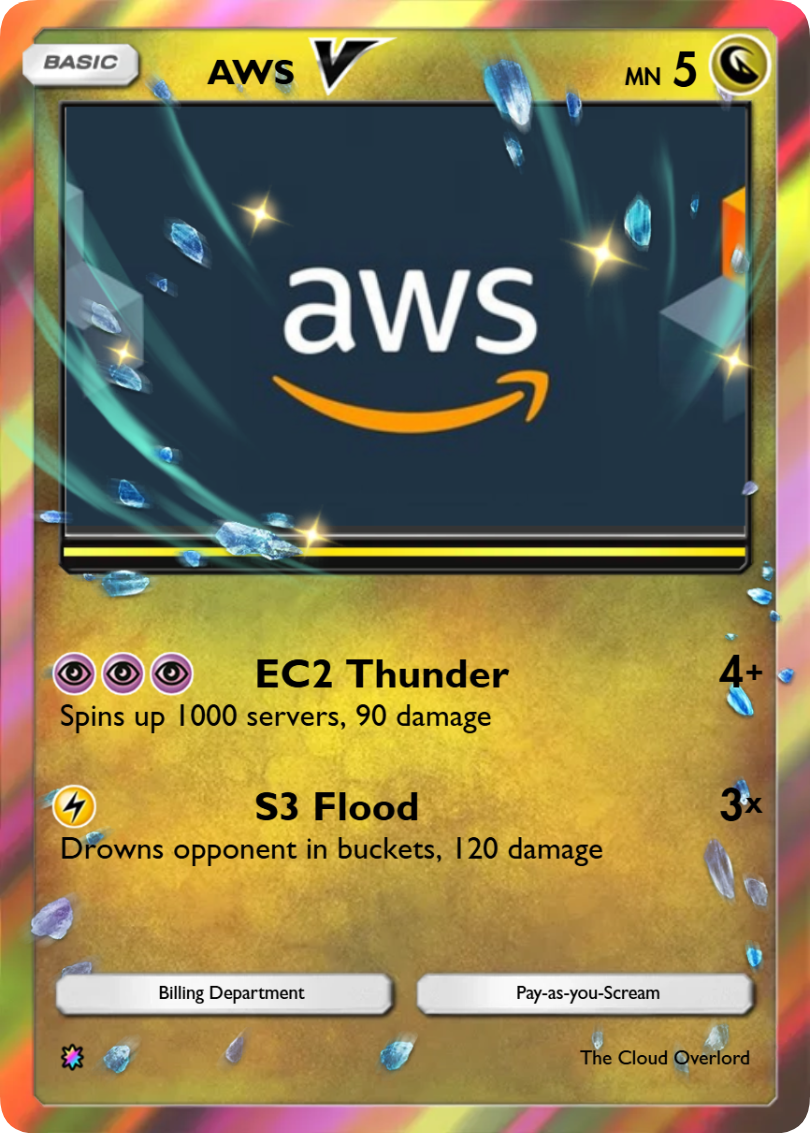 BASIC AWS V MN 5
aws
EC2 Thunder 4+
Spins up 1000 servers, 90 damage
S3 Flood 3x
Drowns opponent in buckets, 120 damage
Billing Department Pay-as-you-Scream
The Cloud Overlord